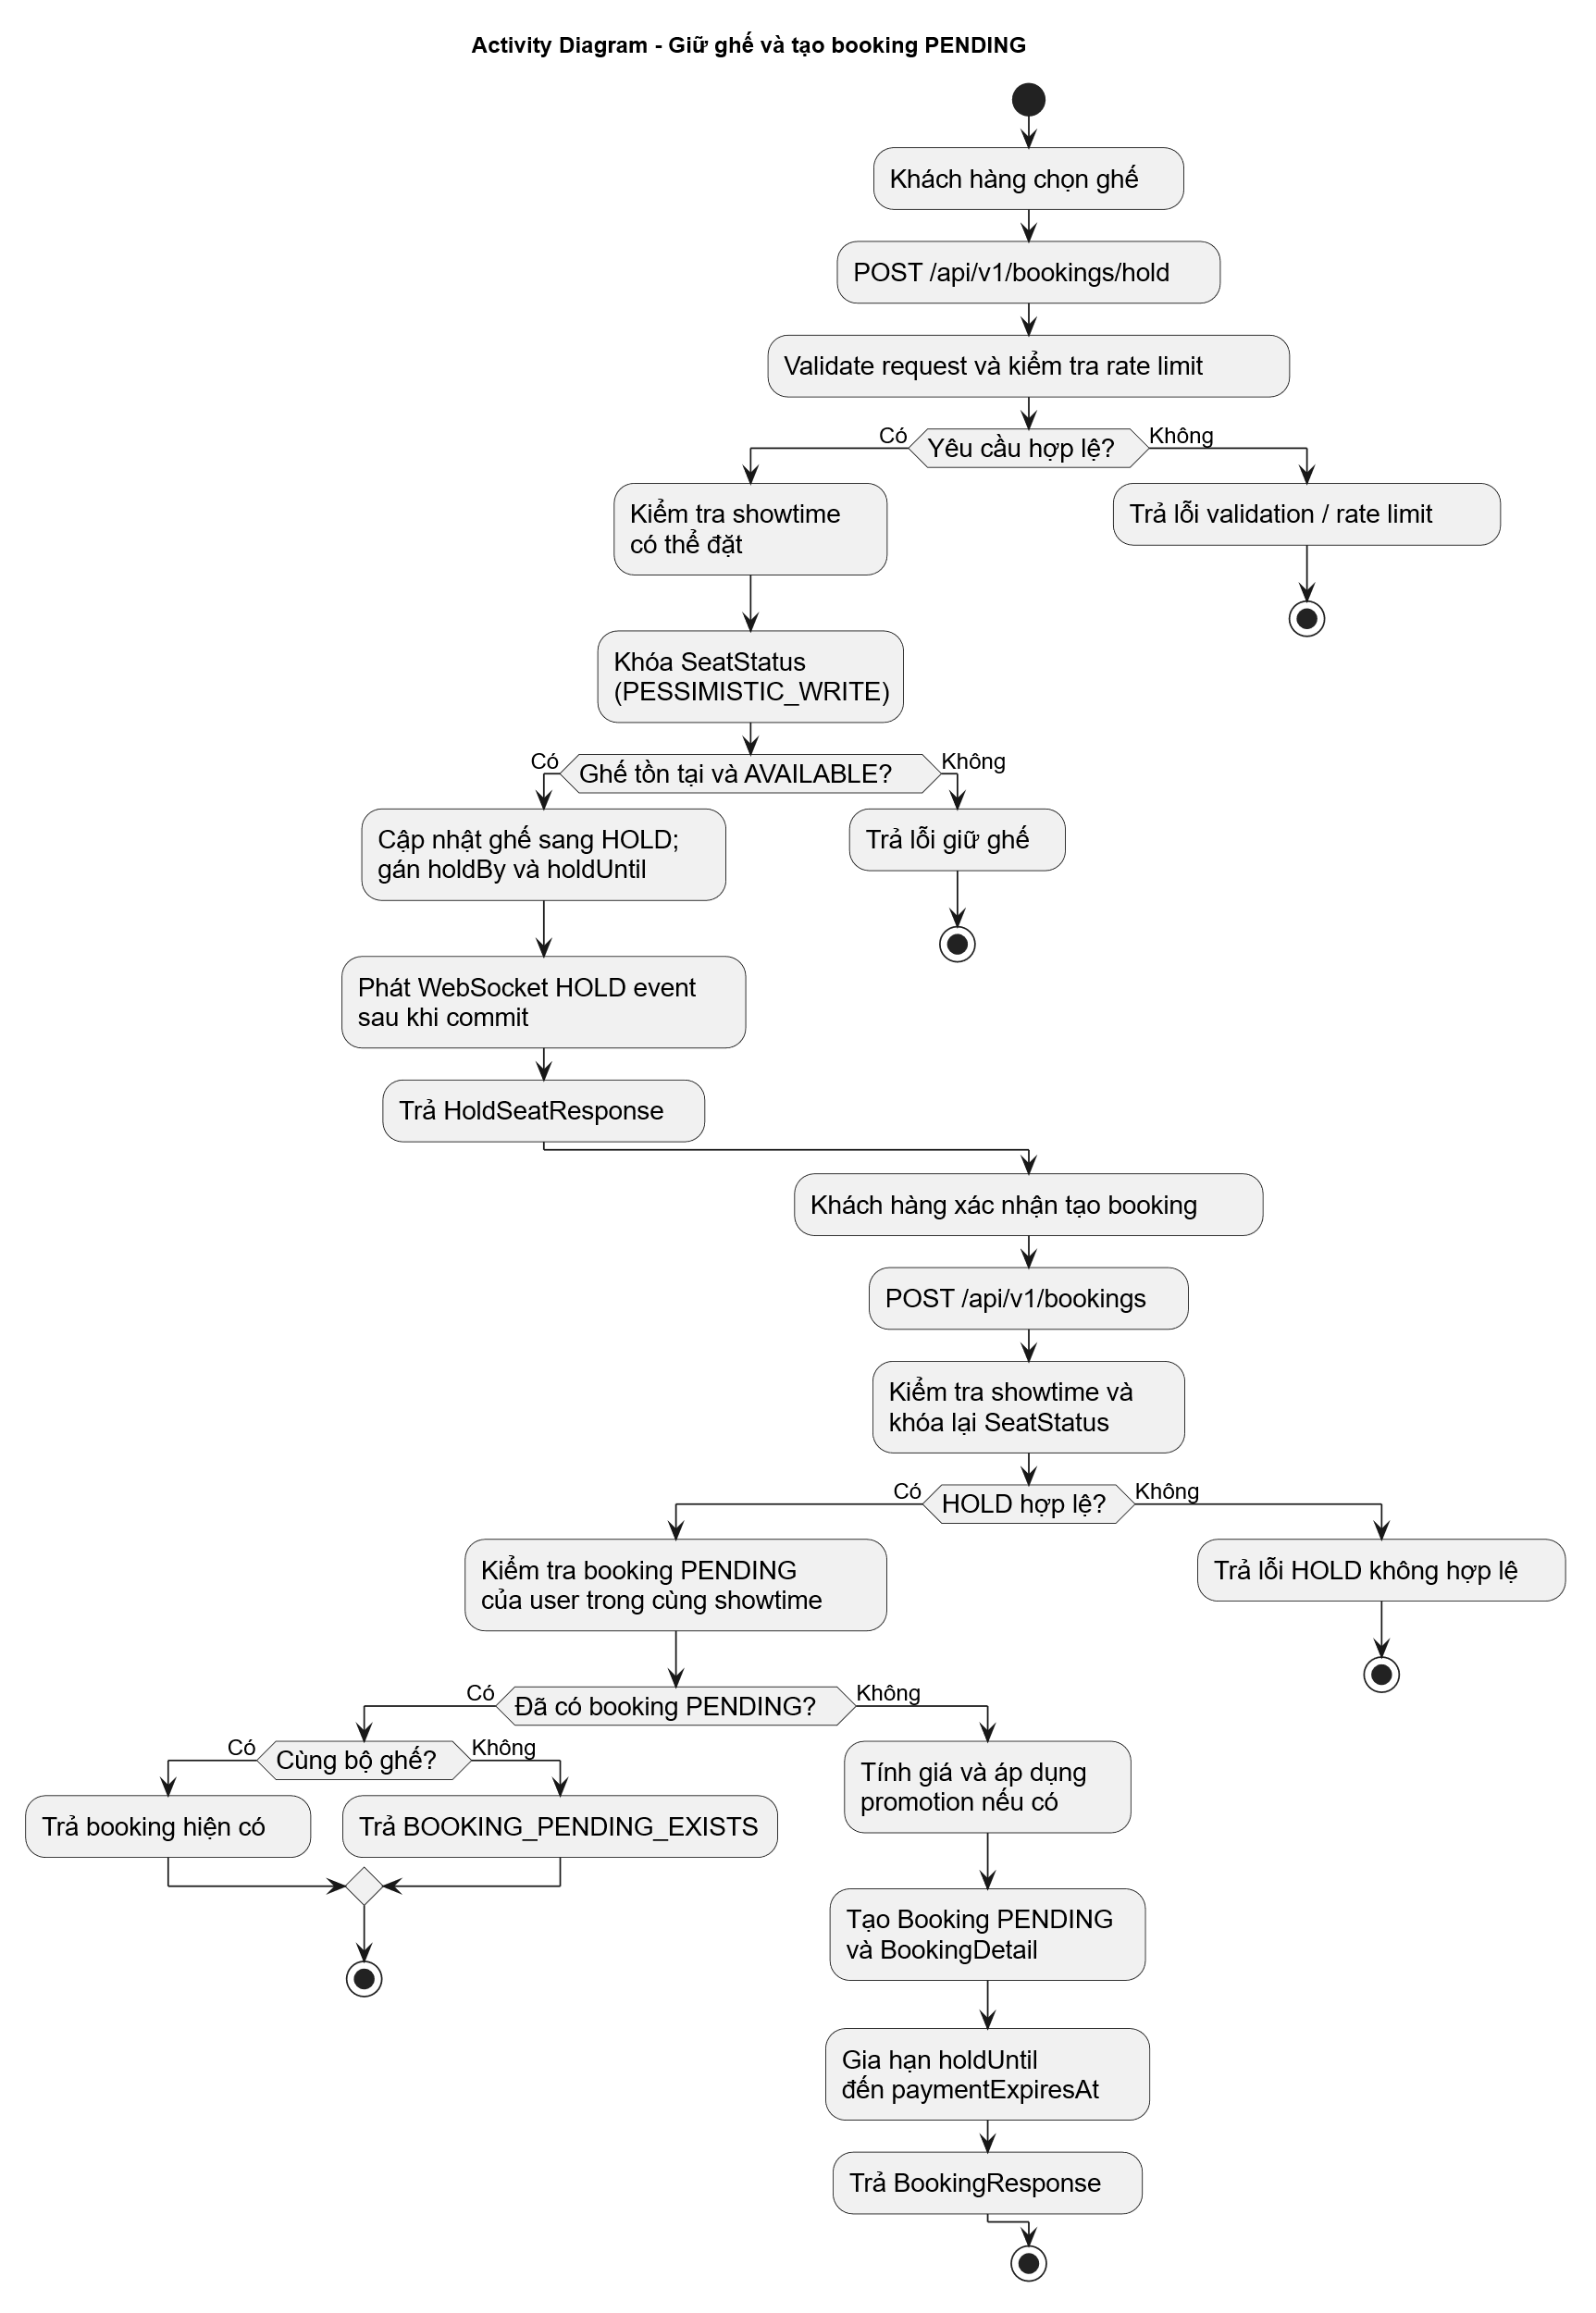 Activity Diagram - Giữ ghế và tạo booking PENDING
Khách hàng chọn ghế
POST /api/v1/bookings/hold
Validate request và kiểm tra rate limit
Có
Yêu cầu hợp lệ?
Không
Kiểm tra showtime
có thể đặt
Trả lỗi validation / rate limit
Khóa SeatStatus
(PESSIMISTIC_WRITE)
Có
Ghế tồn tại và AVAILABLE?
Không
Cập nhật ghế sang HOLD;
gán holdBy và holdUntil
Trả lỗi giữ ghế
Phát WebSocket HOLD event
sau khi commit
Trả HoldSeatResponse
Khách hàng xác nhận tạo booking
POST /api/v1/bookings
Kiểm tra showtime và
khóa lại SeatStatus
Có
HOLD hợp lệ?
Không
Kiểm tra booking PENDING
của user trong cùng showtime
Trả lỗi HOLD không hợp lệ
Có
Đã có booking PENDING?
Không
Có
Cùng bộ ghế?
Không
Tính giá và áp dụng
promotion nếu có
Trả booking hiện có
Trả BOOKING_PENDING_EXISTS
Tạo Booking PENDING
và BookingDetail
Gia hạn holdUntil
đến paymentExpiresAt
Trả BookingResponse